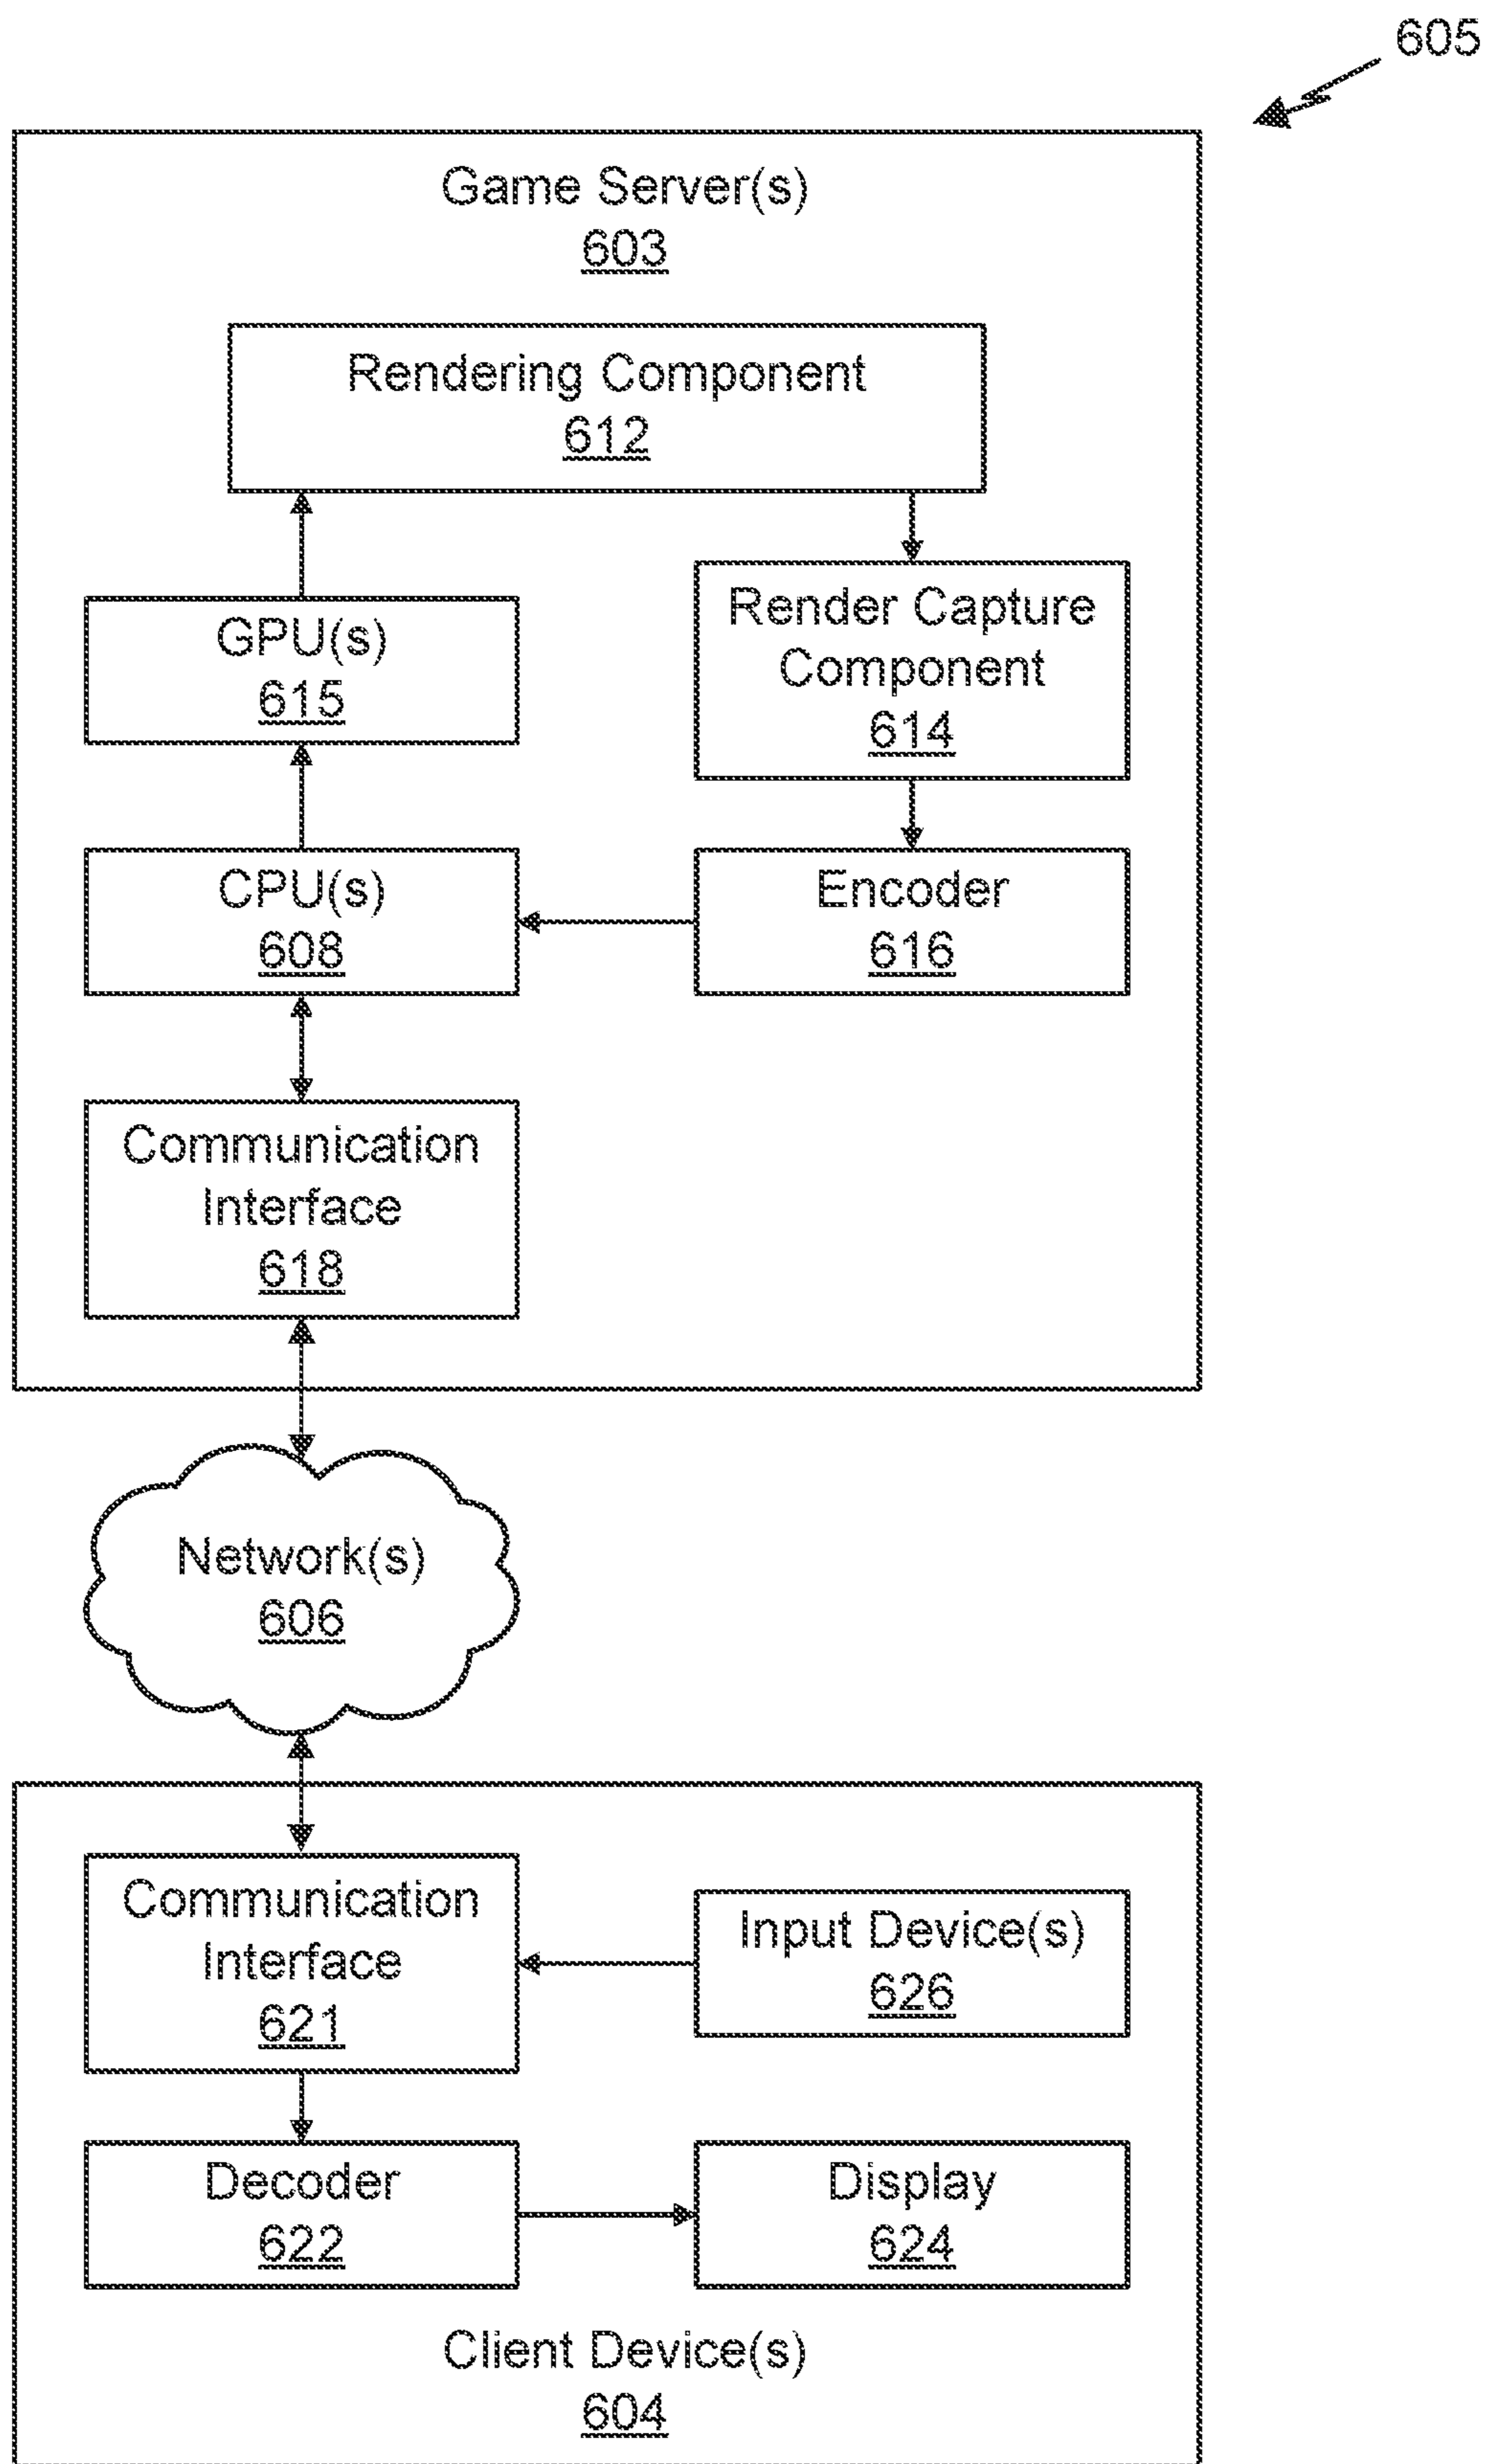 605
Game Server(s)
603
Rendering Component
612
GPU(s)
615
Render Capture
Component
614
CPU(s)
608
Encoder
616
Communication
Interface
618
Network(s)
606
Communication
Interface
621
Input Device(s)
626
Decoder
622
Display
624
Client Device(s)
604